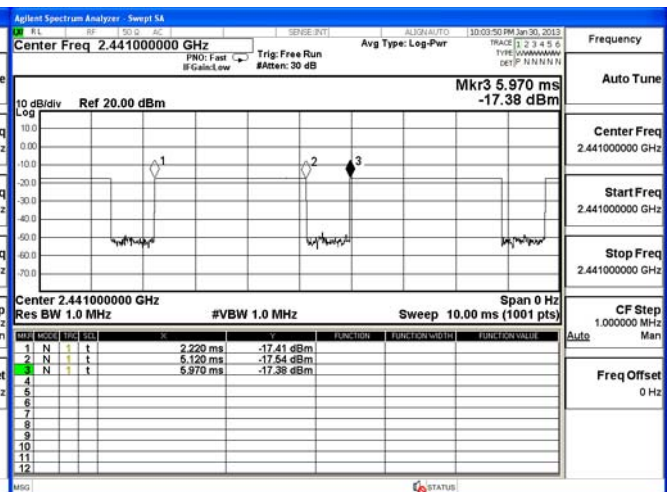 Agilent Spectrum Analyzer - Swept SA
RL RF 50 Ω AC SENSE:INT ALIGNAUTO 10:03:50 PM Jan 30, 2013
Center Freq 2.441000000 GHz
PNO: Fast
IFGain:Low
Trig: Free Run
#Atten: 30 dB
Avg Type: Log-Pwr
TRACE 1 2 3 4 5 6
TYPE
DET P N N N N N
Frequency
Auto Tune
Mkr3 5.970 ms
-17.38 dBm
10 dB/div Ref 20.00 dBm
Log
10.0
0.00
-10.0
-20.0
-30.0
-40.0
-50.0
-60.0
-70.0
1
2
3
Center Freq
2.441000000 GHz
Start Freq
2.441000000 GHz
Stop Freq
2.441000000 GHz
CF Step
1.000000 MHz
Auto Man
Freq Offset
0 Hz
Center 2.441000000 GHz Span 0 Hz
Res BW 1.0 MHz #VBW 1.0 MHz Sweep 10.00 ms (1001 pts)
MKR MODE TRC SCL X Y FUNCTION FUNCTION WIDTH FUNCTION VALUE
1 N 1 t 2.220 ms -17.41 dBm
2 N 1 t 5.120 ms -17.54 dBm
3 N 1 t 5.970 ms -17.38 dBm
4
5
6
7
8
9
10
11
12
MSG STATUS